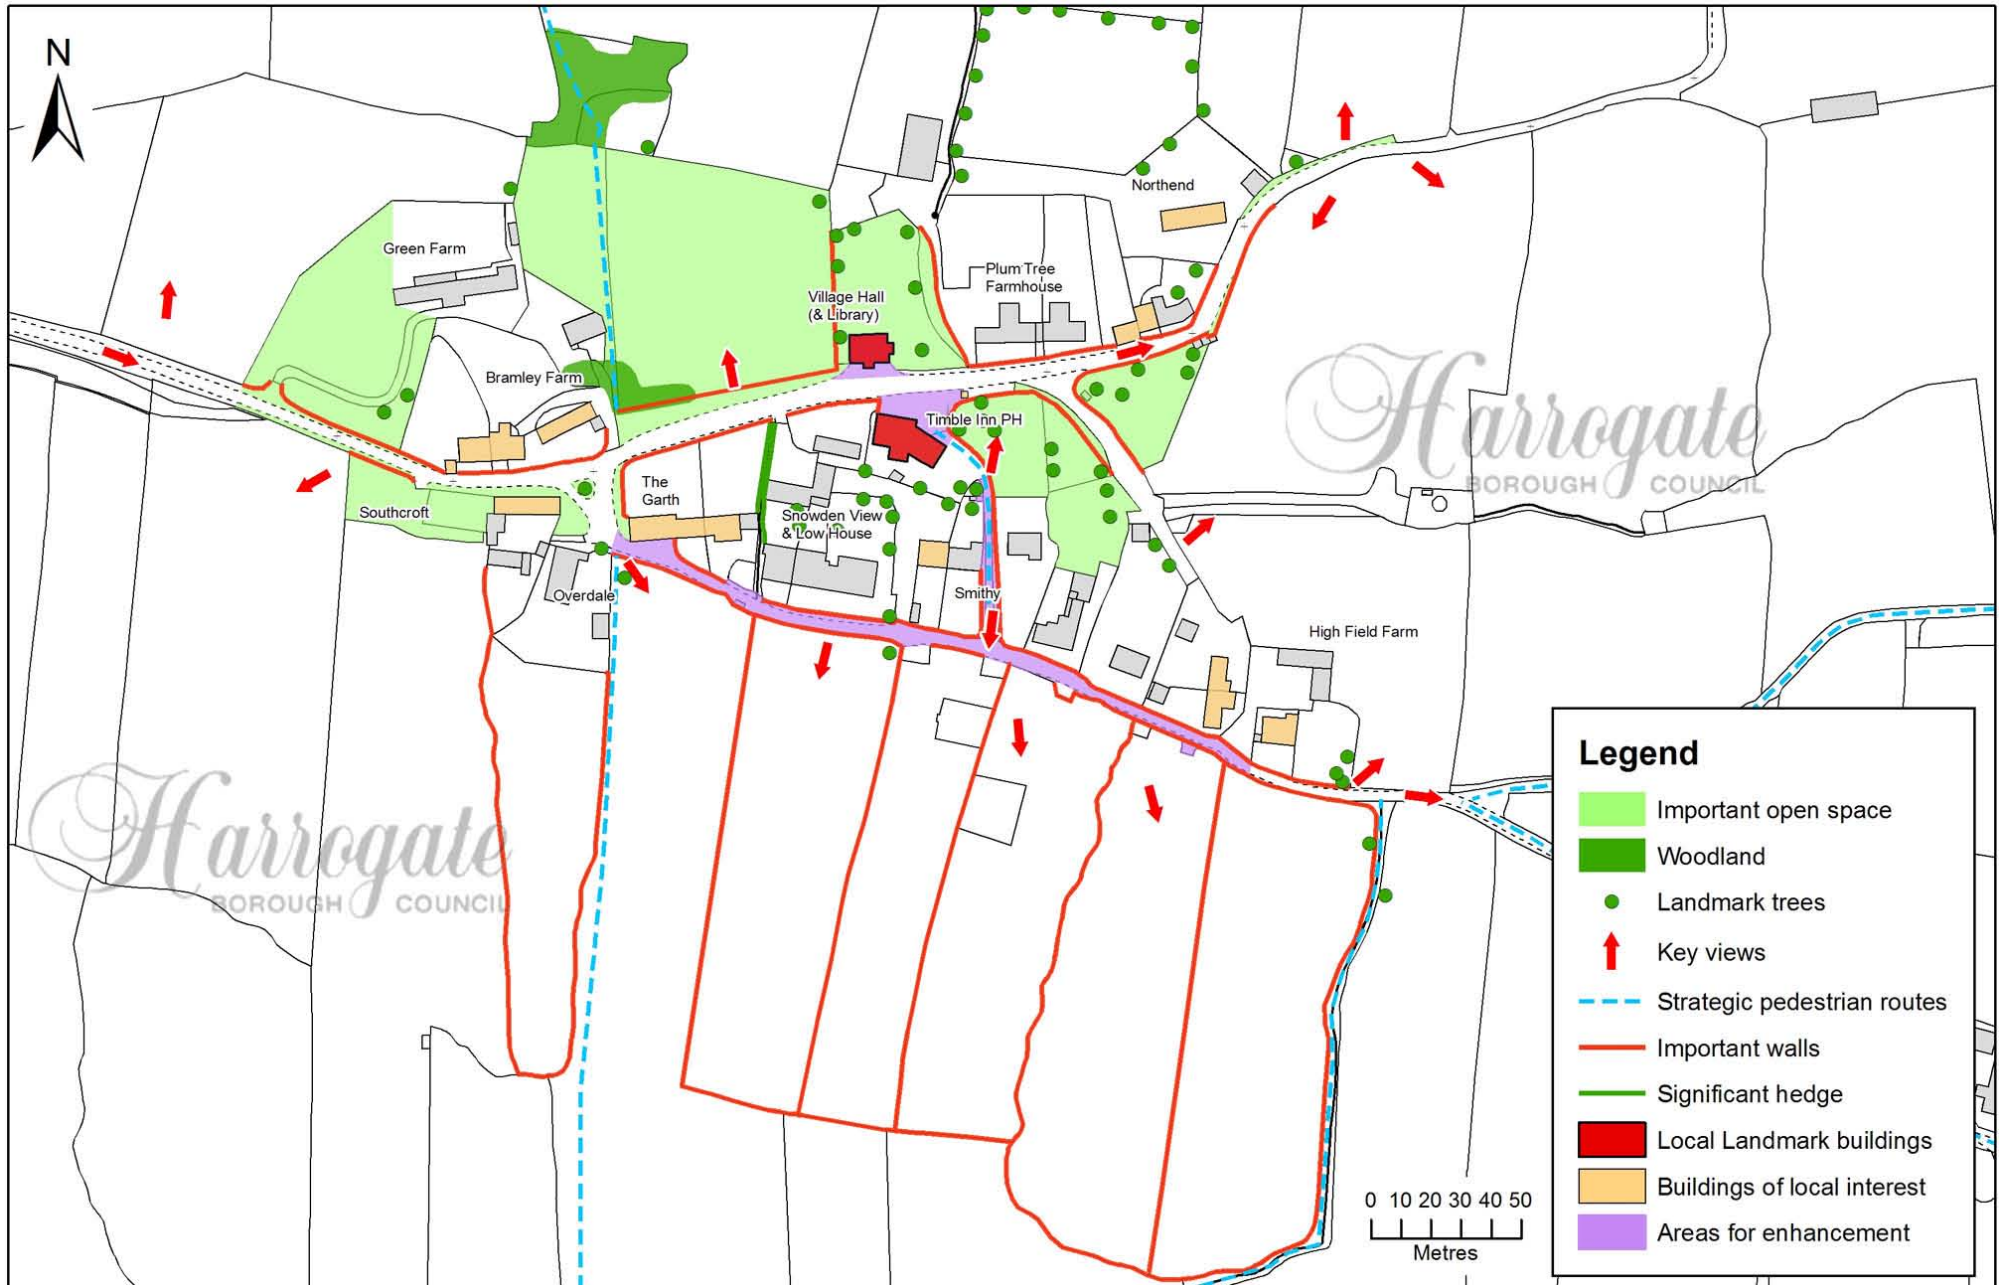 N
Northend
Green Farm
Plum Tree
Farmhouse
Village Hall
(& Library)
Bramley Farm
Timble Inn PH
Harrogate
BOROUGH COUNCIL
The
Garth
Southcroft
Snowden View
& Low House
Overdale
Smithy
High Field Farm
Harrogate
BOROUGH COUNCIL
Legend
Important open space
Woodland
Landmark trees
Key views
Strategic pedestrian routes
Important walls
Significant hedge
Local Landmark buildings
Buildings of local interest
Areas for enhancement
0 10 20 30 40 50
Metres